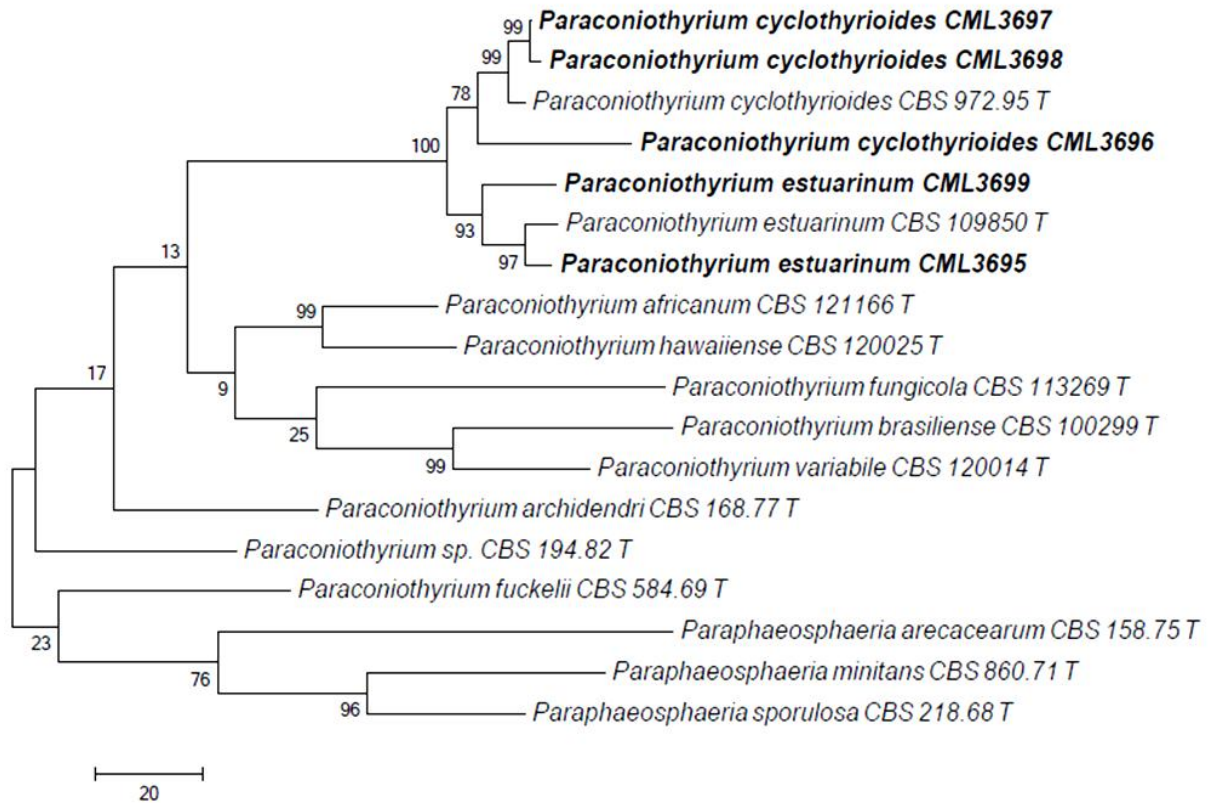 99 Paraconiothyrium cyclothyrioides CML3697
99 Paraconiothyrium cyclothyrioides CML3698
78 Paraconiothyrium cyclothyrioides CBS 972.95 T
100 Paraconiothyrium cyclothyrioides CML3696
Paraconiothyrium estuarinum CML3699
93 Paraconiothyrium estuarinum CBS 109850 T
13 97 Paraconiothyrium estuarinum CML3695
99 Paraconiothyrium africanum CBS 121166 T
Paraconiothyrium hawaiiense CBS 120025 T
17 9 Paraconiothyrium fungicola CBS 113269 T
25 Paraconiothyrium brasiliense CBS 100299 T
99 Paraconiothyrium variabile CBS 120014 T
Paraconiothyrium archidendri CBS 168.77 T
Paraconiothyrium sp. CBS 194.82 T
Paraconiothyrium fuckelii CBS 584.69 T
23 Paraphaeosphaeria arecacearum CBS 158.75 T
76 Paraphaeosphaeria minitans CBS 860.71 T
96 Paraphaeosphaeria sporulosa CBS 218.68 T
20